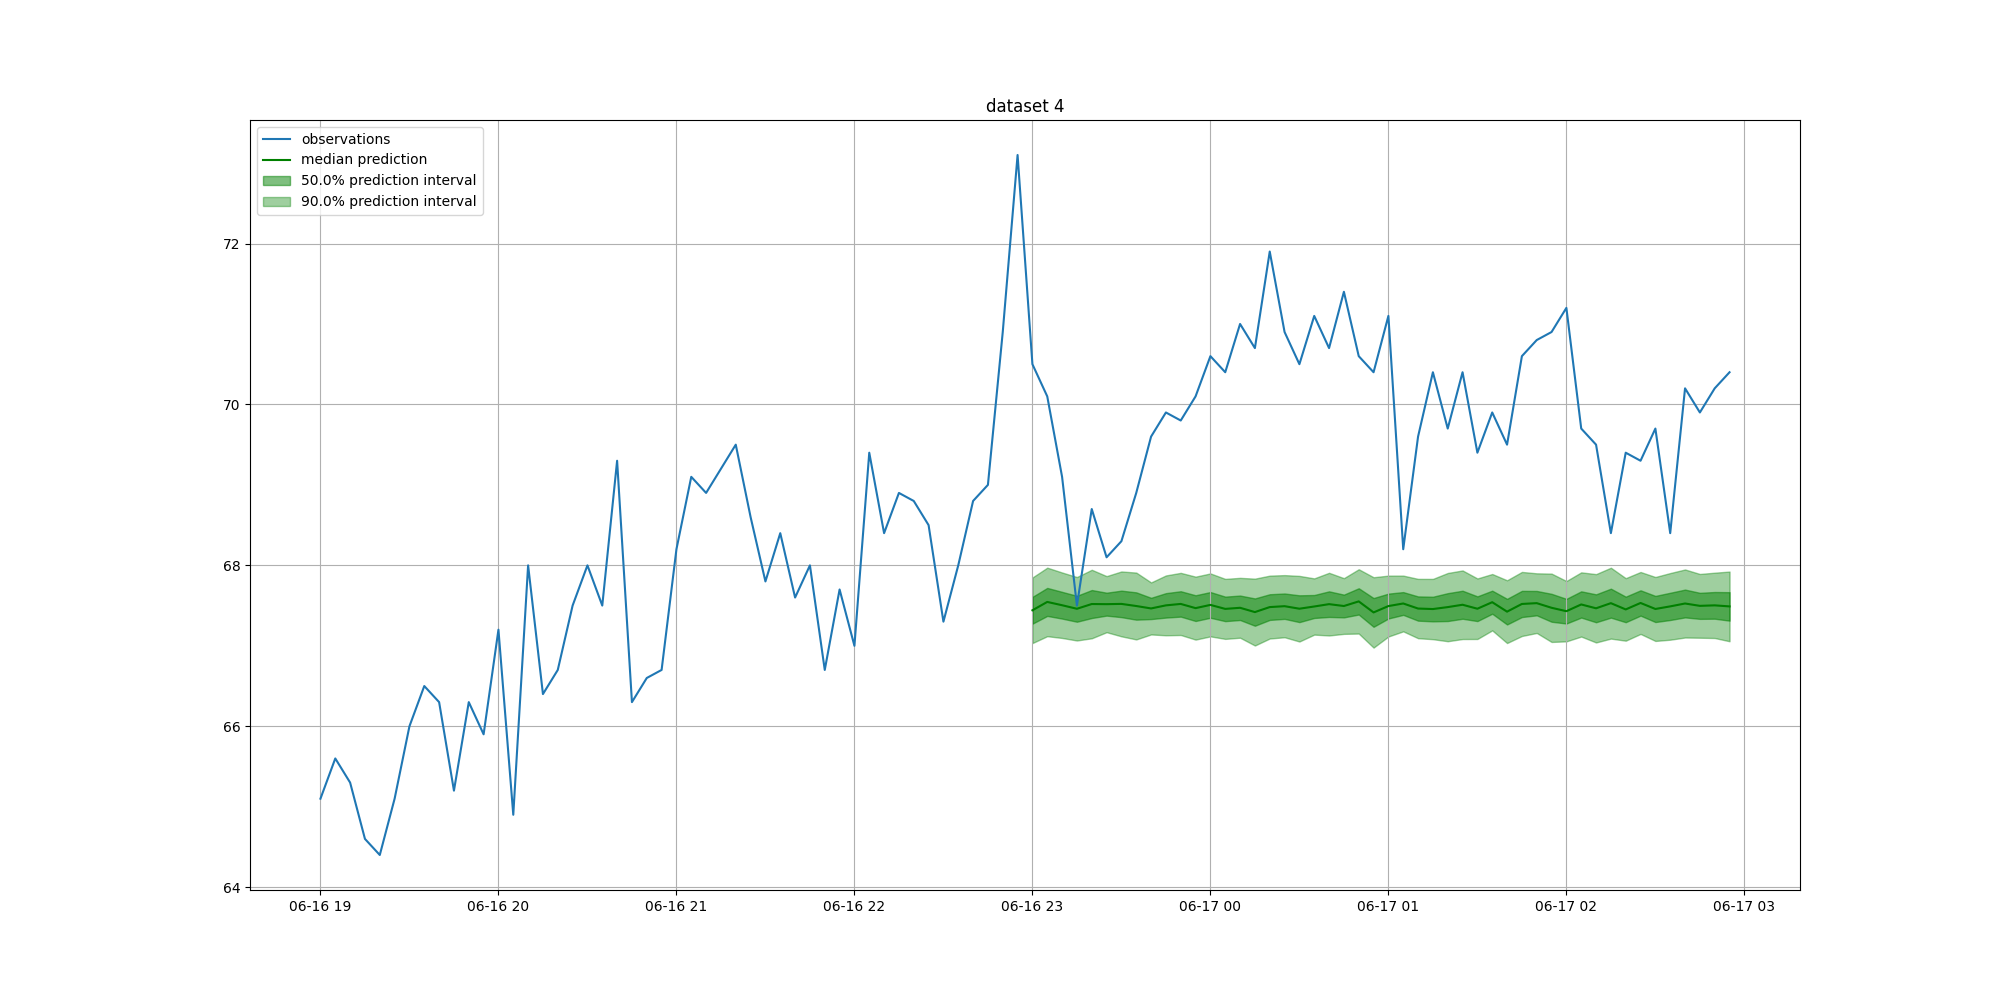 dataset 4
observations
median prediction
50.0% prediction interval
90.0% prediction interval
72
70
68
66
64
06-16 19 06-16 20 06-16 21 06-16 22 06-16 23 06-17 00 06-17 01 06-17 02 06-17 03